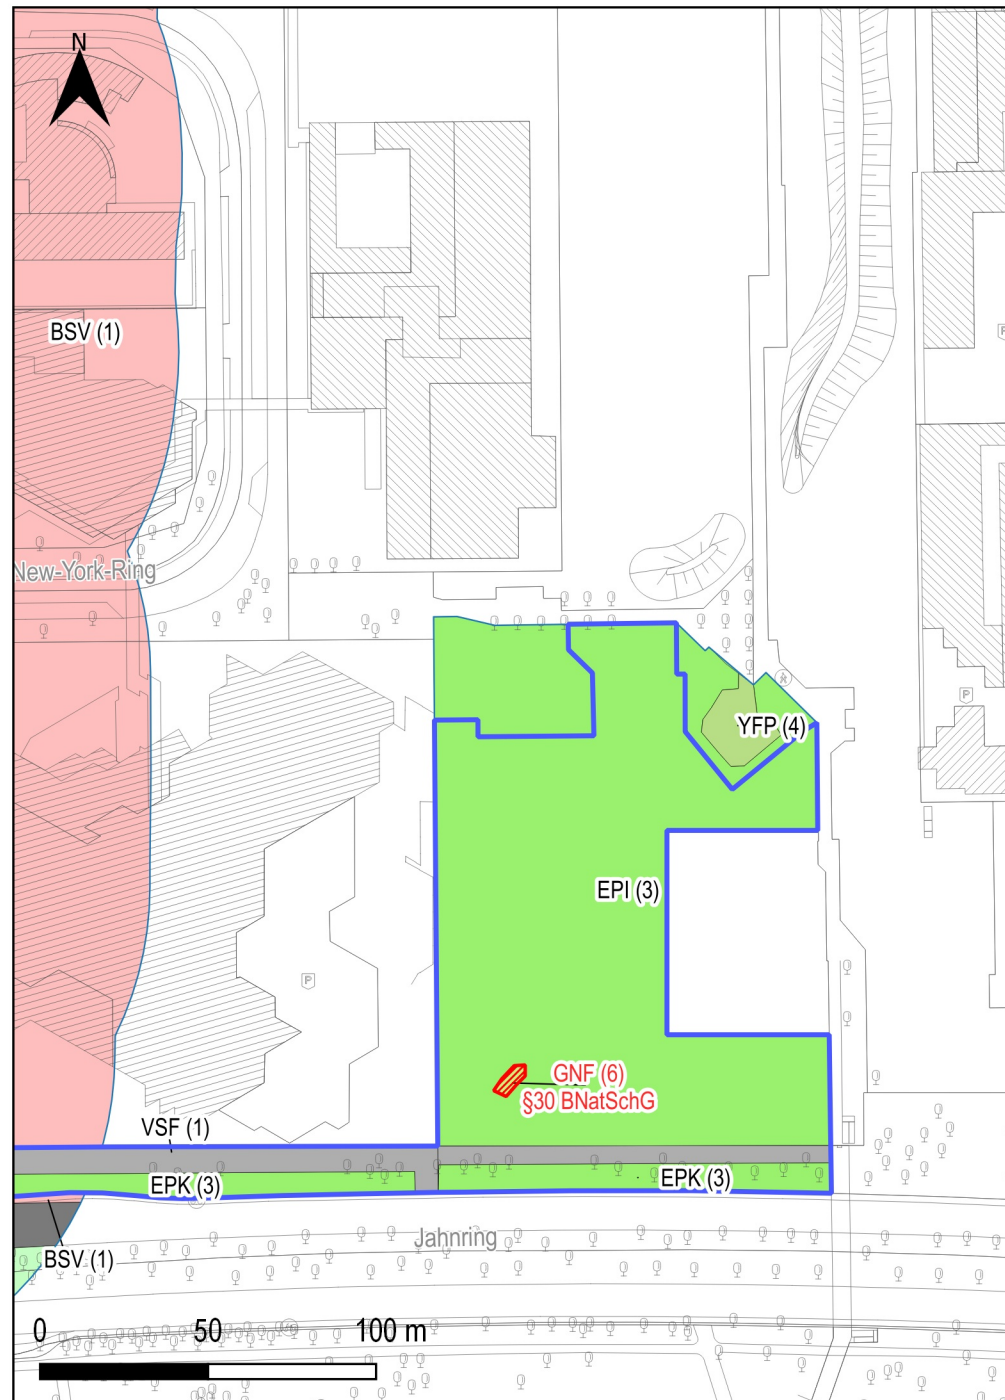 N
BSV (1)
New-York-Ring
YFP (4)
P
EPI (3)
P
GNF (6)
§30 BNatSchG
VSF (1)
EPK (3)
EPK (3)
Jahnring
BSV (1)
0 50 100 m